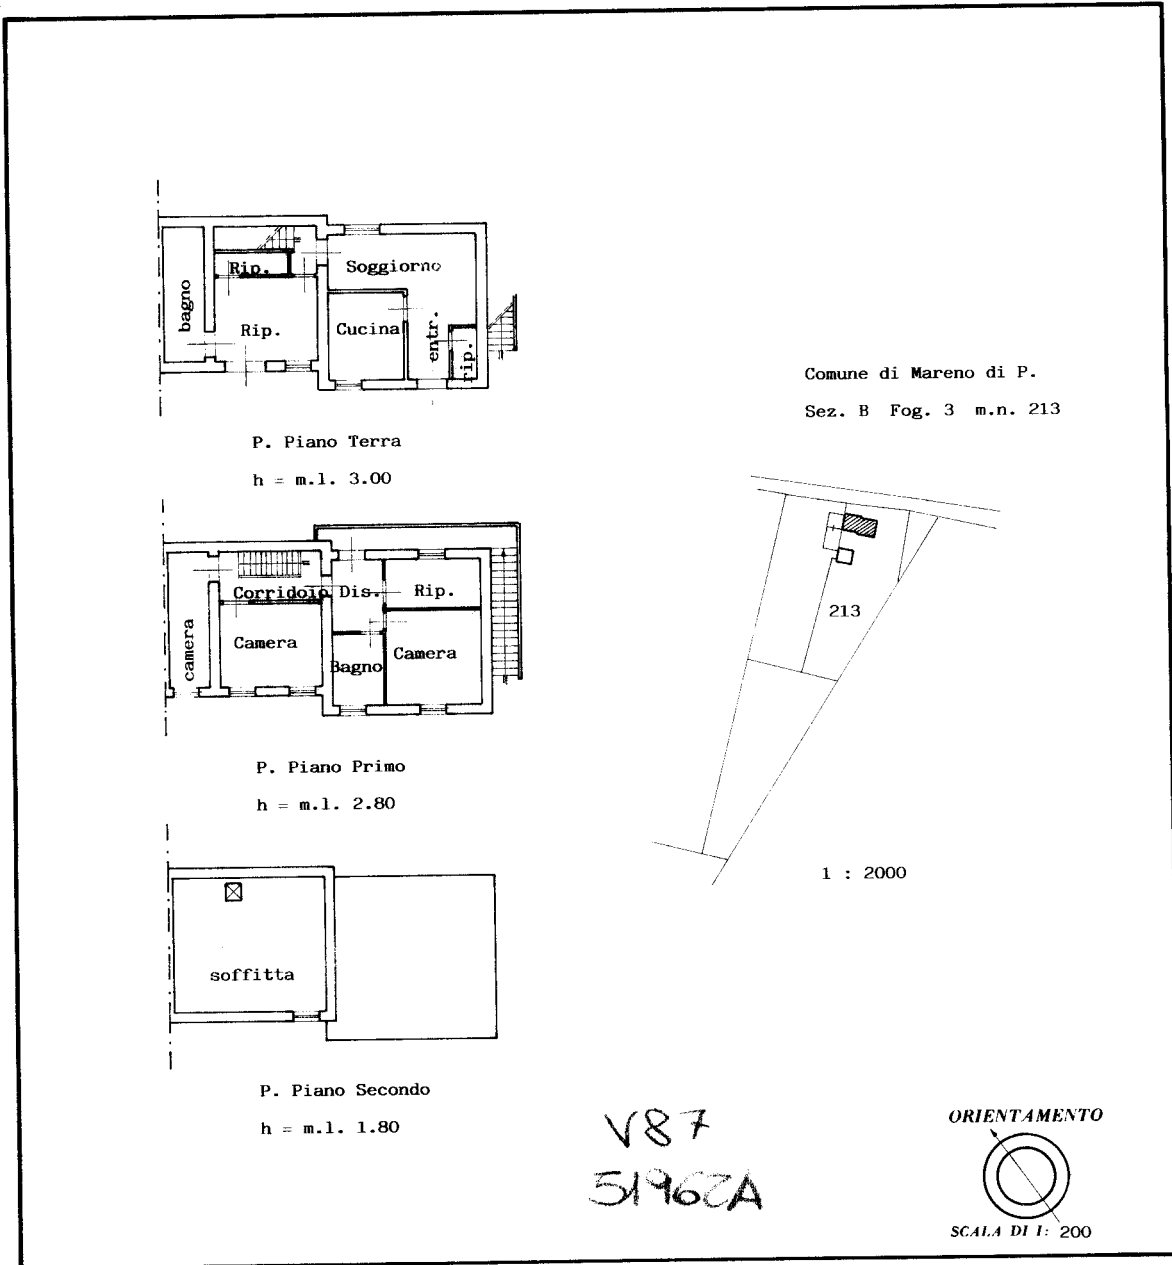 Rip.
Soggiorno
bagno
Rip.
Cucina
entr.
rip.
P. Piano Terra
h = m.l. 3.00
Comune di Mareno di P.
Sez. B Fog. 3 m.n. 213
Corridoio
Dis.
Rip.
camera
Camera
Bagno
Camera
213
P. Piano Primo
h = m.l. 2.80
1 : 2000
soffitta
P. Piano Secondo
h = m.l. 1.80
V87
ORIENTAMENTO
SCALA DI 1: 200